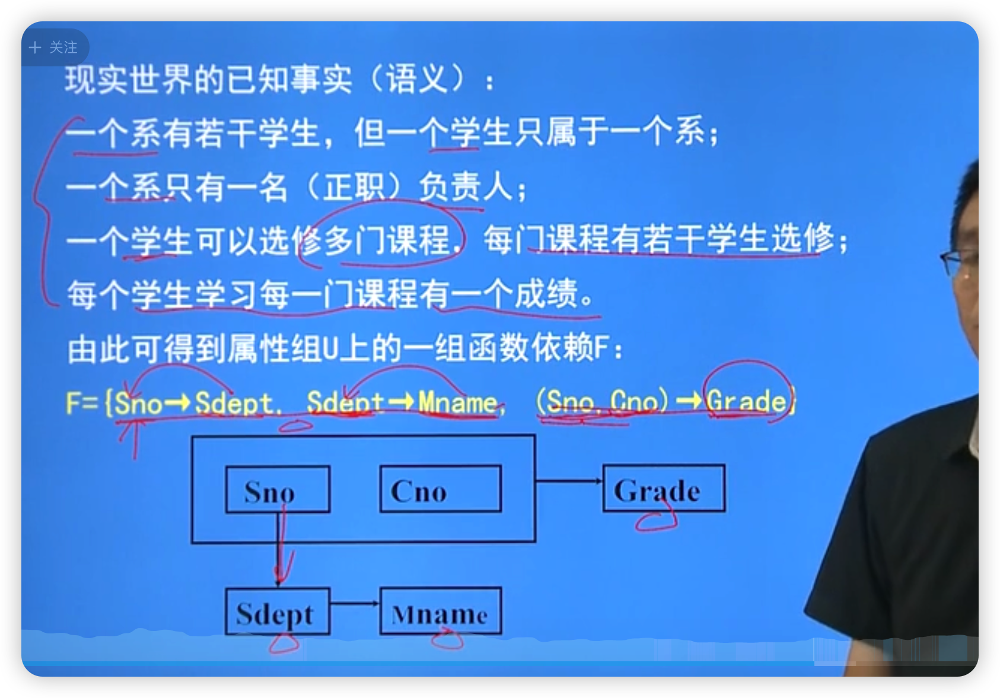 + 关注
现实世界的已知事实（语义）：
一个系有若干学生，但一个学生只属于一个系；
一个系只有一名（正职）负责人；
一个学生可以选修多门课程，每门课程有若干学生选修；
每个学生学习每一门课程有一个成绩。
由此可得到属性组U上的一组函数依赖F：
F={Sno→Sdept, Sdept→Mname, (Sno,Cno)→Grade}
Sno Cno Grade
Sdept Mname